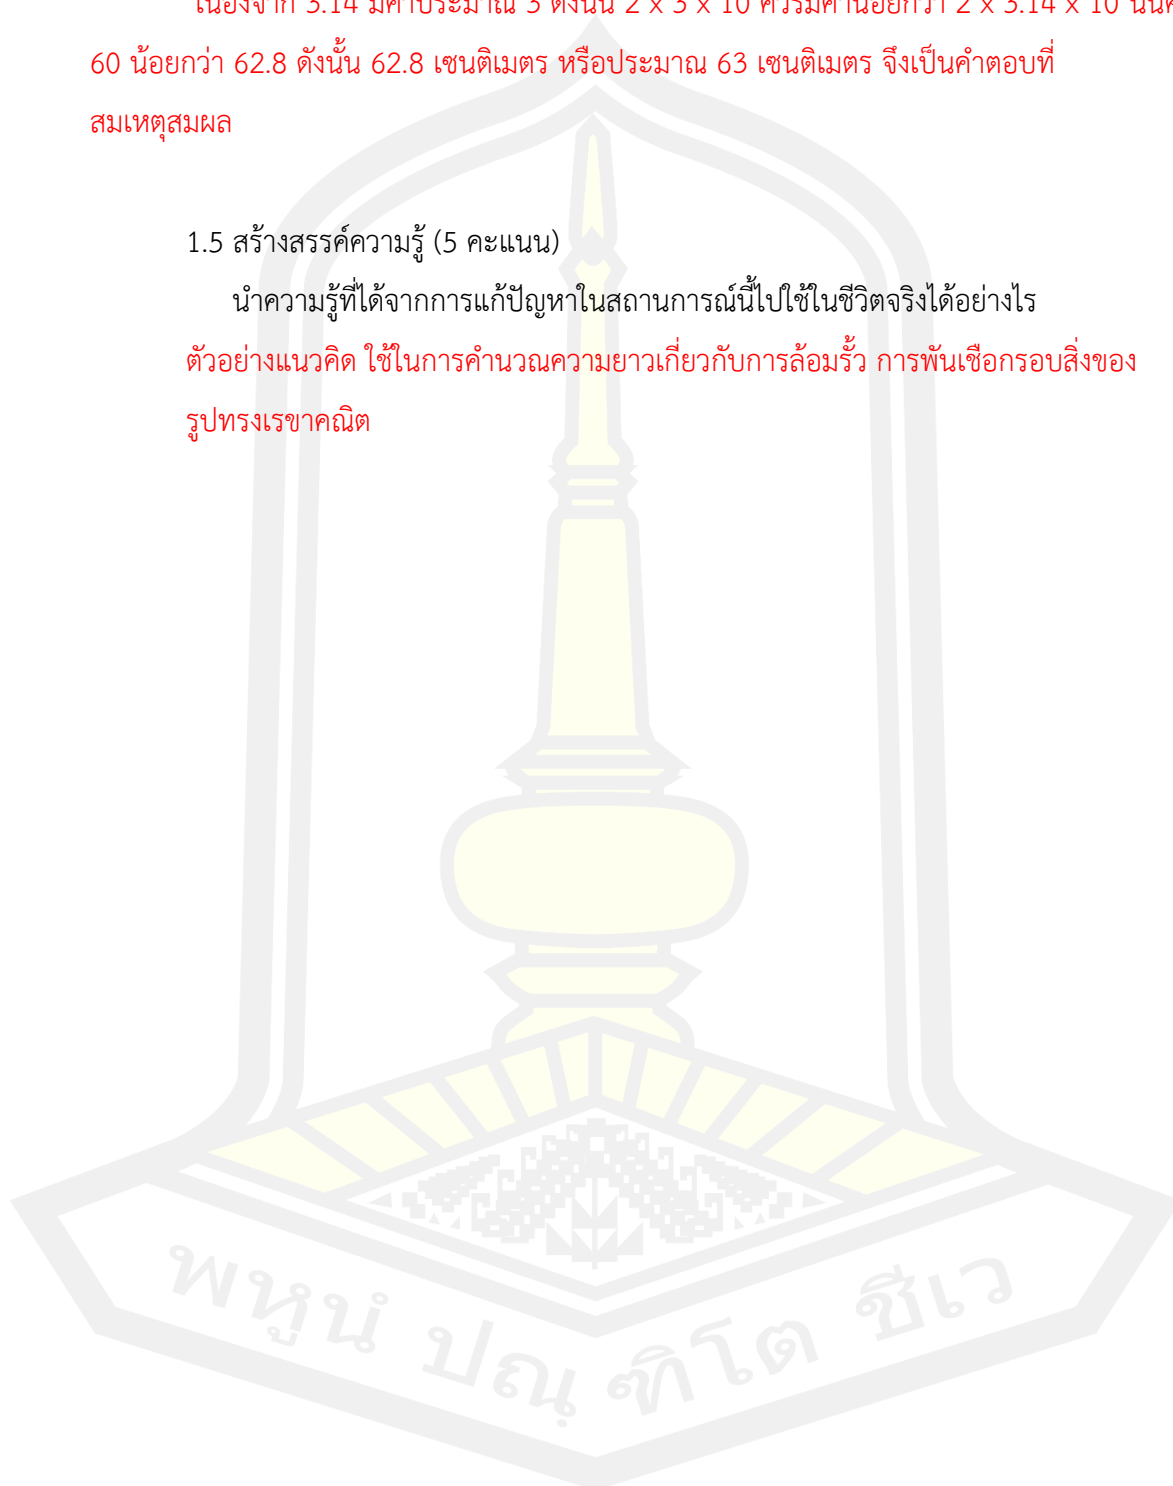 เนื่องจาก 3.14 มีค่าประมาณ 3 ดังนั้น 2 x 3 x 10 ควรมีค่าน้อยกว่า 2 x 3.14 x 10
60 น้อยกว่า 62.8 ดังนั้น 62.8 เซนติเมตร หรือประมาณ 63 เซนติเมตร จึงเป็นคำตอบที่
สมเหตุสมผล
1.5 สร้างสรรค์ความรู้ (5 คะแนน)
นำความรู้ที่ได้จากการแก้ปัญหาในสถานการณ์นี้ไปใช้ในชีวิตจริงได้อย่างไร
ตัวอย่างแนวคิด ใช้ในการคำนวณความยาวเกี่ยวกับการล้อมรั้ว การพันเชือกรอบสิ่งของ
รูปทรงเรขาคณิต
พหูนํ ปณฺฑิโต ชีเว